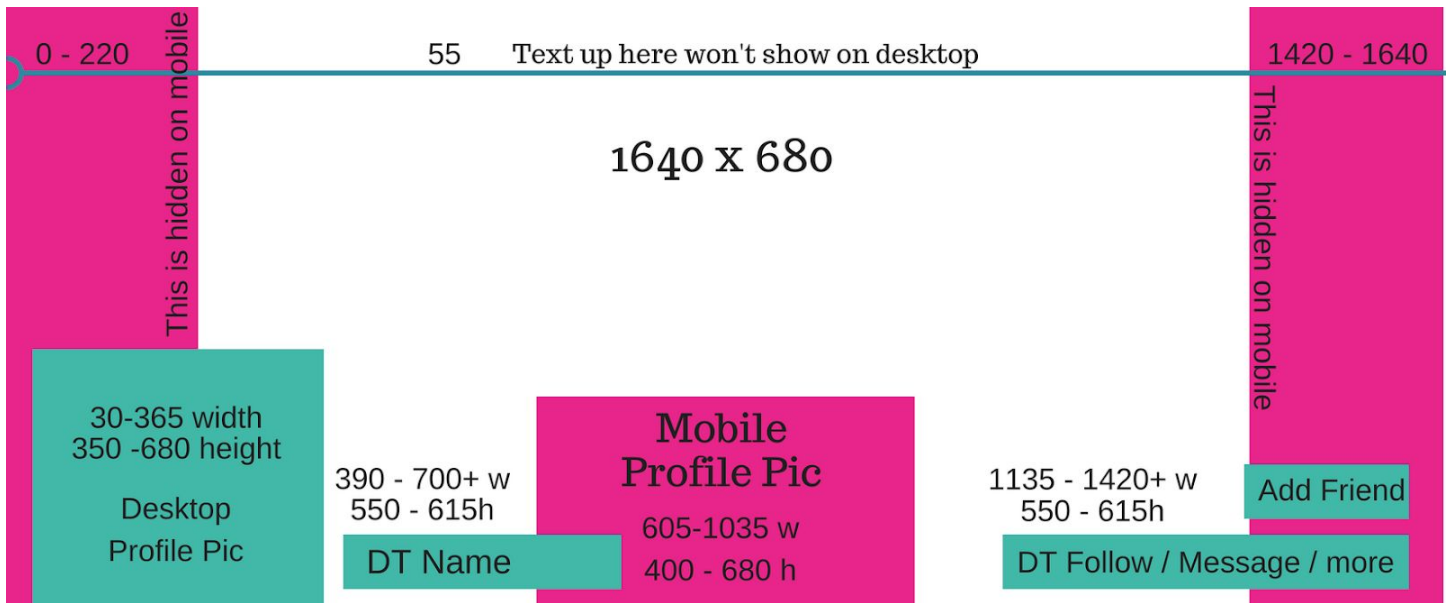 0 - 220
55
Text up here won't show on desktop
1420 - 1640
This is hidden on mobile
This is hidden on mobile
1640 x 680
30-365 width
350 -680 height
Desktop
Profile Pic
390 - 700+ w
550 - 615h
DT Name
Mobile
Profile Pic
605-1035 w
400 - 680 h
1135 - 1420+ w
550 - 615h
Add Friend
DT Follow / Message / more